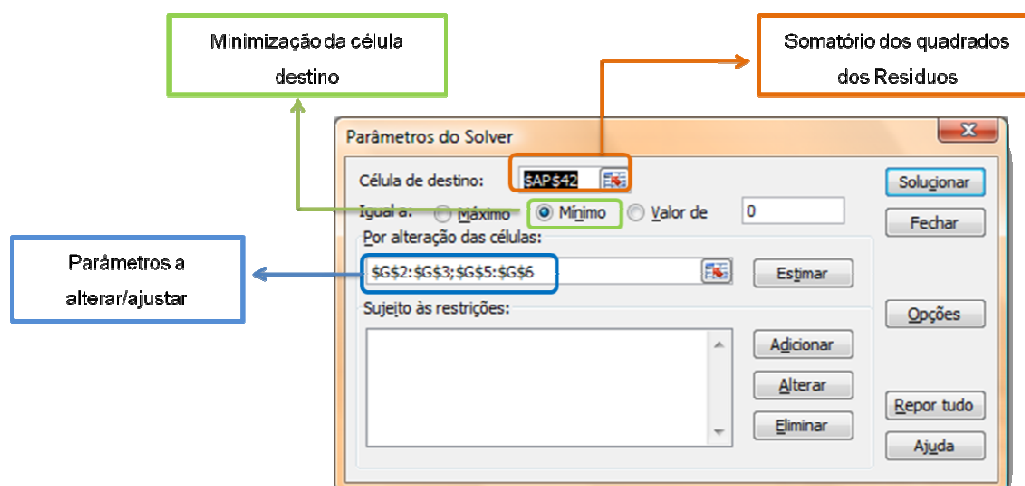 Minimização da célula
destino
Somatório dos quadrados
dos Residuos
Parâmetros do Solver
Célula de destino: $AP$42
Solucionar
Igual a: Máximo Mínimo Valor de 0
Fechar
Por alteração das células:
Parâmetros a
alterar/ajustar
$G$2:$G$3;$G$5:$G$6
Estimar
Sujeito às restrições:
Opções
Adicionar
Alterar
Repor tudo
Eliminar
Ajuda